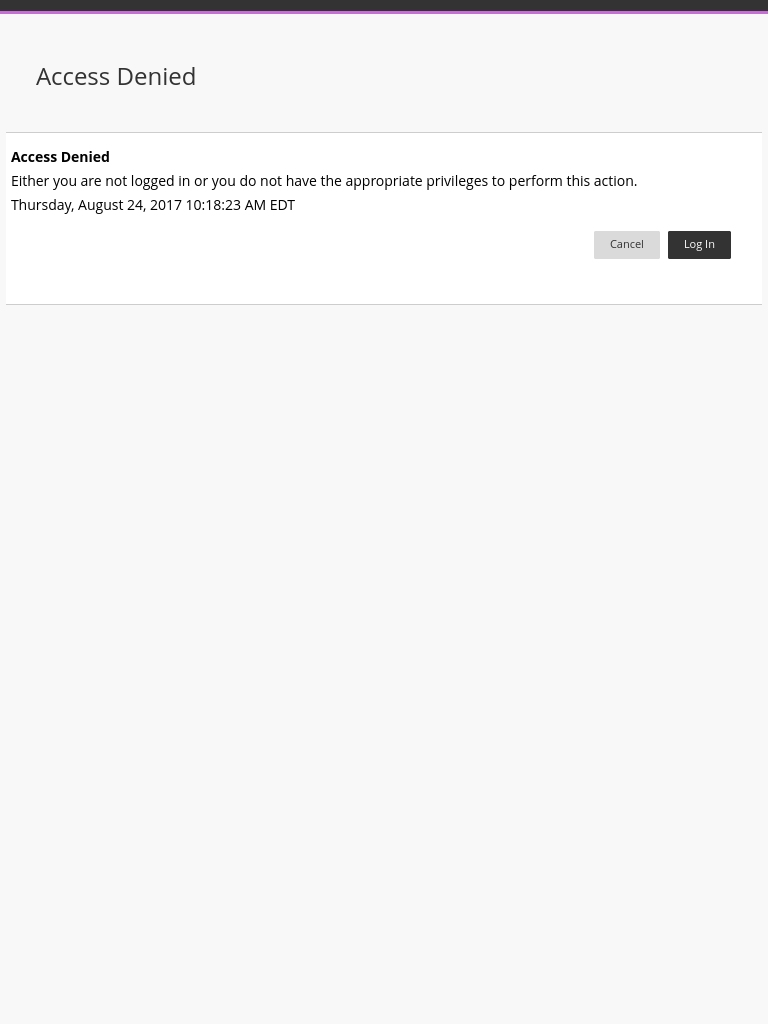 Access Denied
Access Denied
Either you are not logged in or you do not have the appropriate privileges to perform this action.
Thursday, August 24, 2017 10:18:23 AM EDT
Cancel Log In